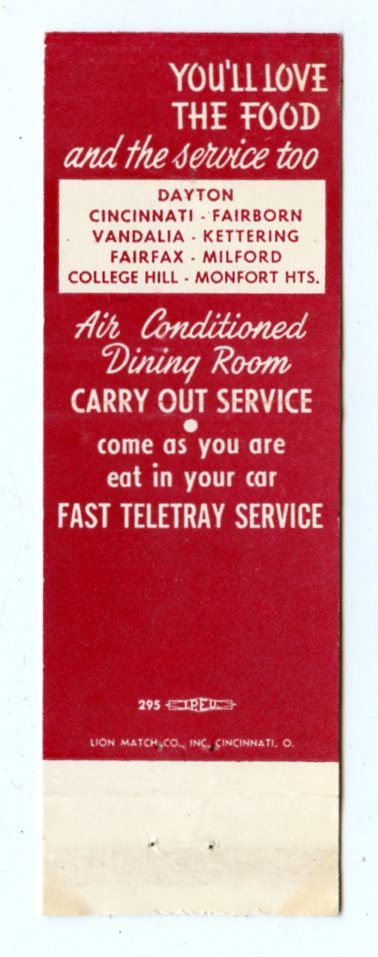 YOU'LL LOVE
THE FOOD
and the service too
DAYTON
CINCINNATI - FAIRBORN
VANDALIA - KETTERING
FAIRFAX - MILFORD
COLLEGE HILL - MONFORT HTS.
Air Conditioned
Dining Room
CARRY OUT SERVICE
•
come as you are
eat in your car
FAST TELETRAY SERVICE
295 I.P.E.U.
LION MATCH CO., INC. CINCINNATI, O.